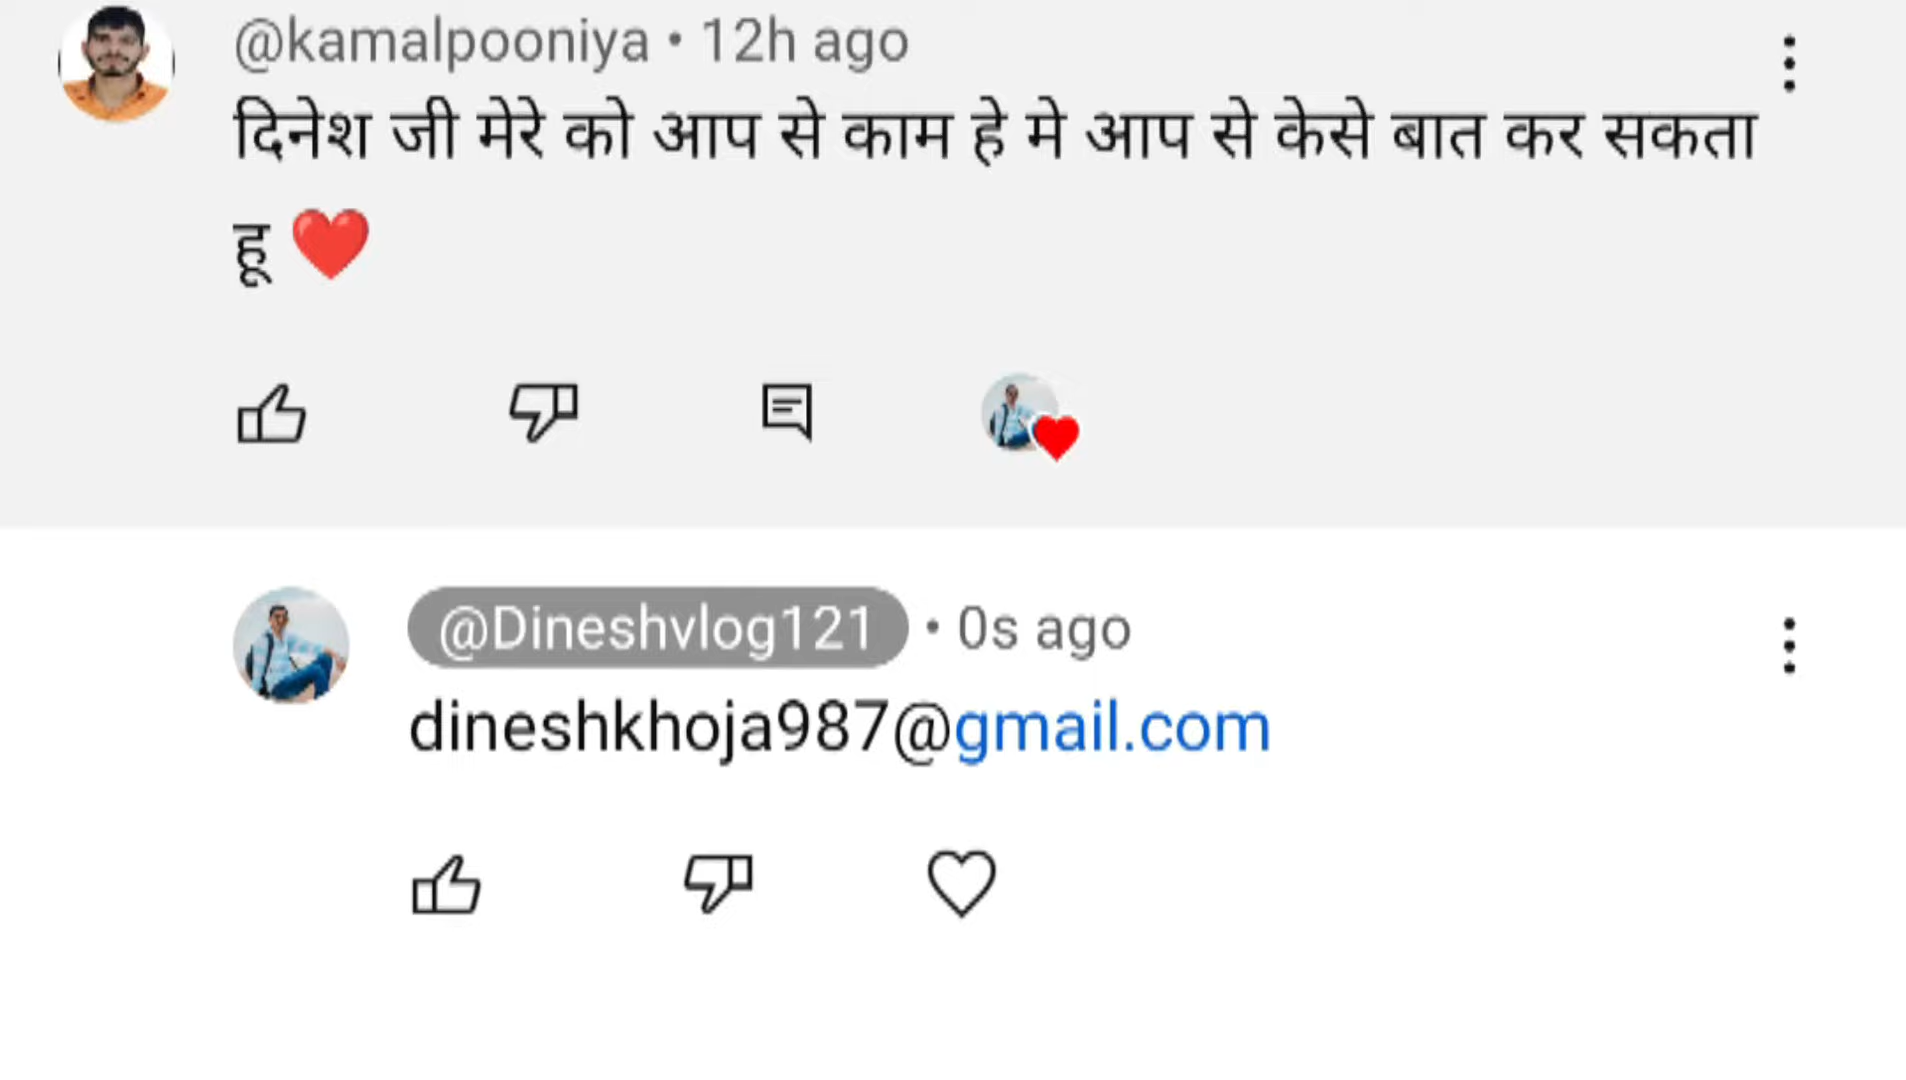 @kamalpooniya • 12h ago
दिनेश जी मेरे को आप से काम हे मे आप से केसे बात कर सकता
हू ❤️
@Dineshvlog121 • 0s ago
dineshkhoja987@gmail.com